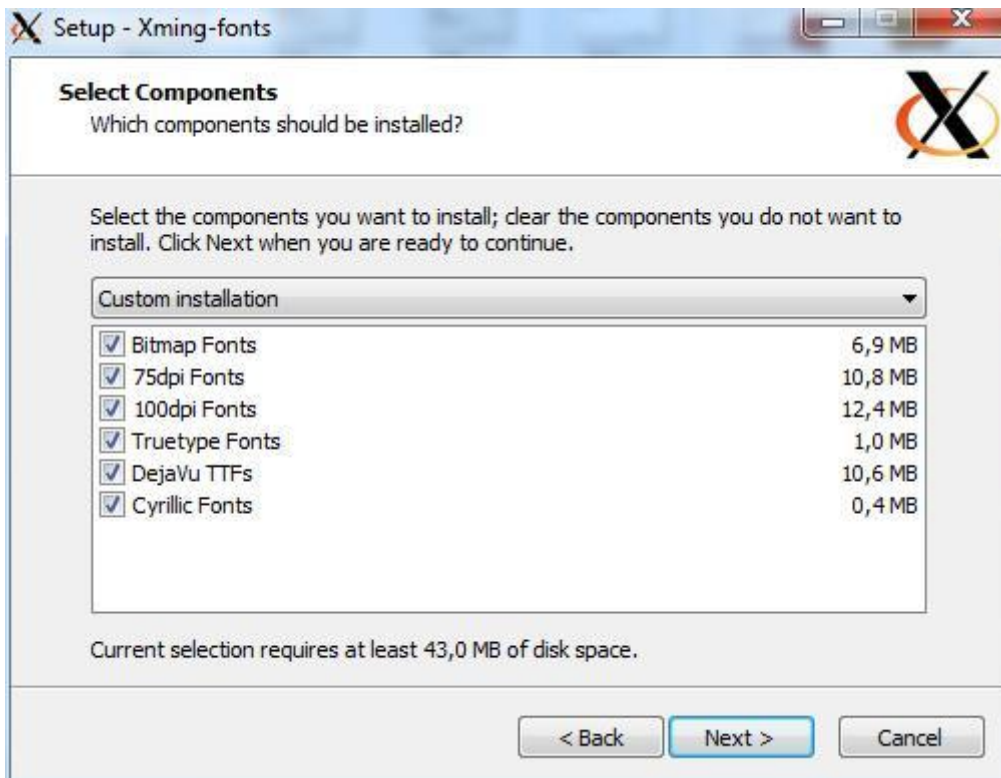 Setup - Xming-fonts
Select Components
Which components should be installed?
Select the components you want to install; clear the components you do not want to
install. Click Next when you are ready to continue.
Custom installation
Bitmap Fonts 6,9 MB
75dpi Fonts 10,8 MB
100dpi Fonts 12,4 MB
Truetype Fonts 1,0 MB
DejaVu TTFs 10,6 MB
Cyrillic Fonts 0,4 MB
Current selection requires at least 43,0 MB of disk space.
< Back Next > Cancel